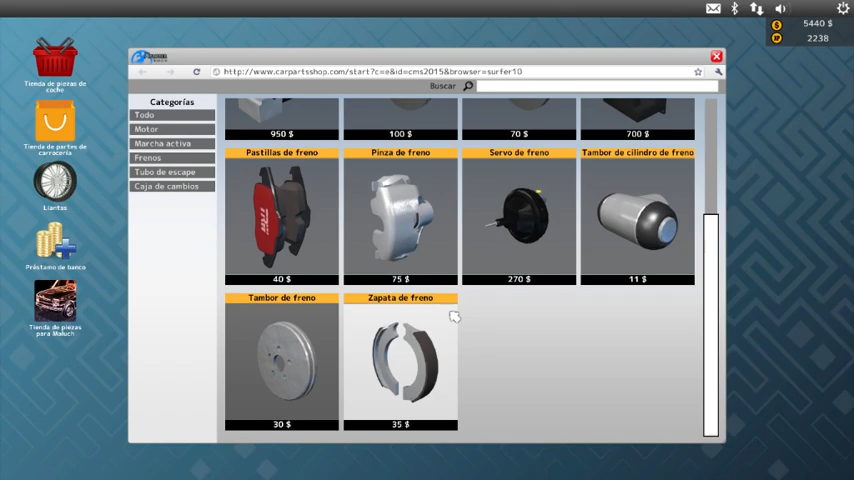 5440 $
2238
http://www.carpartsshop.com/start?c=e&id=cms2015&browser=surfer10
Buscar
Categorías
Todo
Motor
Marcha activa
Frenos
Tubo de escape
Caja de cambios
Tienda de piezas de
coche
Tienda de partes de
carrocería
Llantas
Préstamo de banco
Tienda de piezas
para Maluch
950 $
100 $
70 $
700 $
Pastillas de freno
Pinza de freno
Servo de freno
Tambor de cilindro de freno
40 $
75 $
270 $
11 $
Tambor de freno
Zapata de freno
30 $
35 $